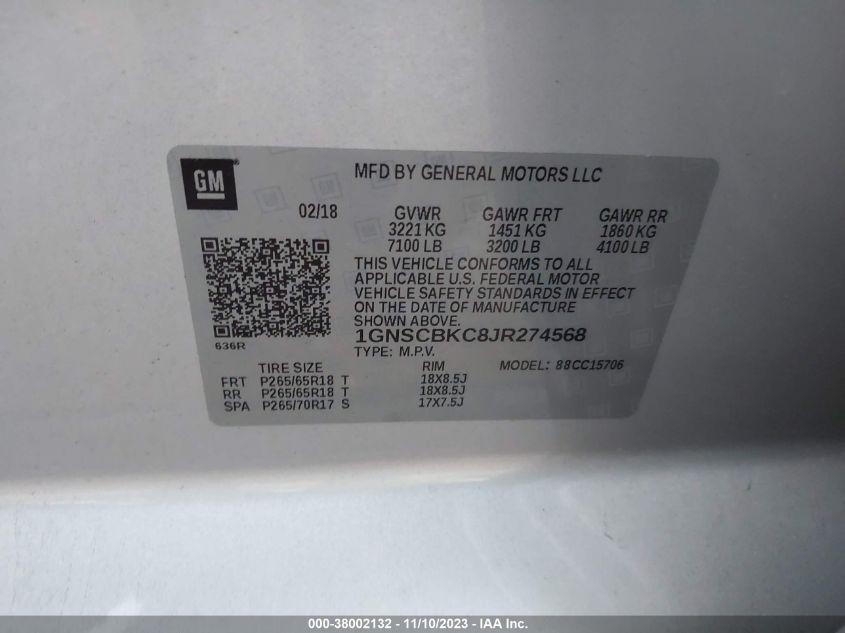 GM
MFD BY GENERAL MOTORS LLC
02/18 GVWR GAWR FRT GAWR RR
3221 KG 1451 KG 1860 KG
7100 LB 3200 LB 4100 LB
THIS VEHICLE CONFORMS TO ALL
APPLICABLE U.S. FEDERAL MOTOR
VEHICLE SAFETY STANDARDS IN EFFECT
ON THE DATE OF MANUFACTURE
SHOWN ABOVE.
1GNSCBKC8JR274568
636R
TYPE: M.P.V.
TIRE SIZE RIM MODEL: 88CC15706
FRT P265/65R18 T 18X8.5J
RR P265/65R18 T 18X8.5J
SPA P265/70R17 S 17X7.5J
000-38002132 - 11/10/2023 - IAA Inc.